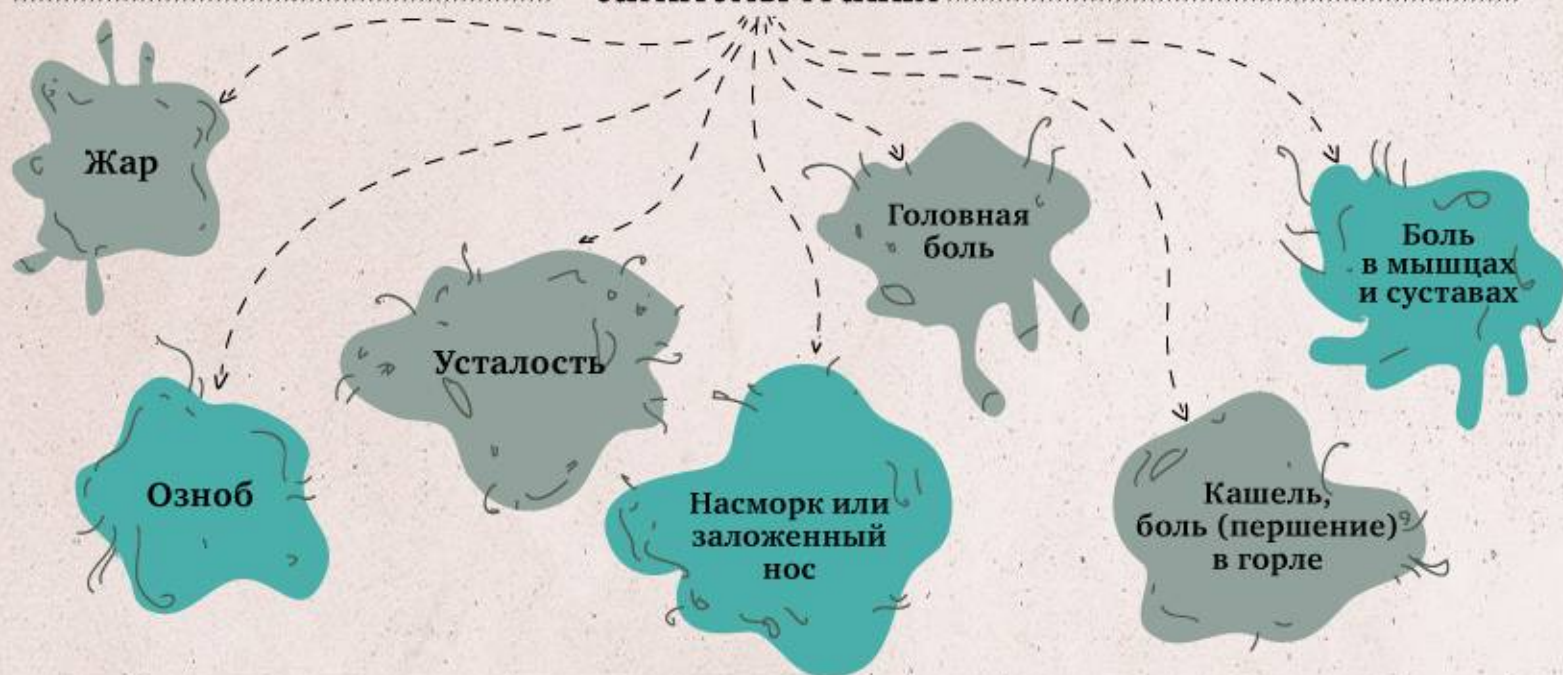 Жар
Головная
боль
Боль
в мышцах
и суставах
Усталость
Озноб
Насморк или
заложенный
нос
Кашель,
боль (першение)
в горле